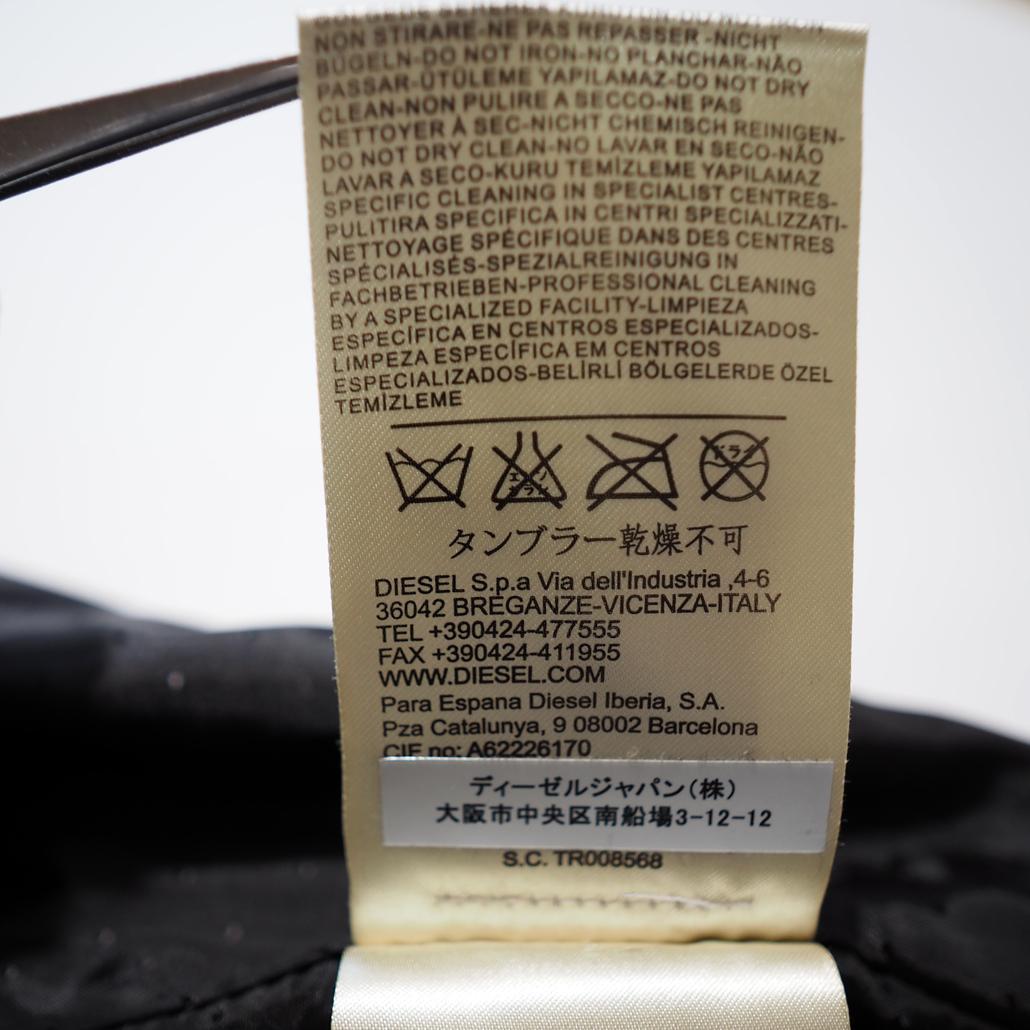 NON STIRARE-NE PAS REPASSER -NICHT
BÜGELN-DO NOT IRON-NO PLANCHAR-NÃO
PASSAR-ÜTÜLEME YAPILAMAZ-DO NOT DRY
CLEAN-NON PULIRE A SECCO-NE PAS
NETTOYER À SEC-NICHT CHEMISCH REINIGEN-
DO NOT DRY CLEAN-NO LAVAR EN SECO-NÃO
LAVAR A SECO-KURU TEMİZLEME YAPILAMAZ
SPECIFIC CLEANING IN SPECIALIST CENTRES-
PULITIRA SPECIFICA IN CENTRI SPECIALIZZATI-
NETTOYAGE SPÉCIFIQUE DANS DES CENTRES
SPÉCIALISÉS-SPEZIALREINIGUNG IN
FACHBETRIEBEN-PROFESSIONAL CLEANING
BY A SPECIALIZED FACILITY-LIMPIEZA
ESPECÍFICA EN CENTROS ESPECIALIZADOS-
LIMPEZA ESPECÍFICA EM CENTROS
ESPECIALIZADOS-BELİRLİ BÖLGELERDE ÖZEL
TEMİZLEME
ドライ
タンブラー乾燥不可
DIESEL S.p.a Via dell'Industria ,4-6
36042 BREGANZE-VICENZA-ITALY
TEL +390424-477555
FAX +390424-411955
WWW.DIESEL.COM
Para Espana Diesel Iberia, S.A.
Pza Catalunya, 9 08002 Barcelona
CIF no: A62226170
ディーゼルジャパン(株)
大阪市中央区南船場3-12-12
S.C. TR008568